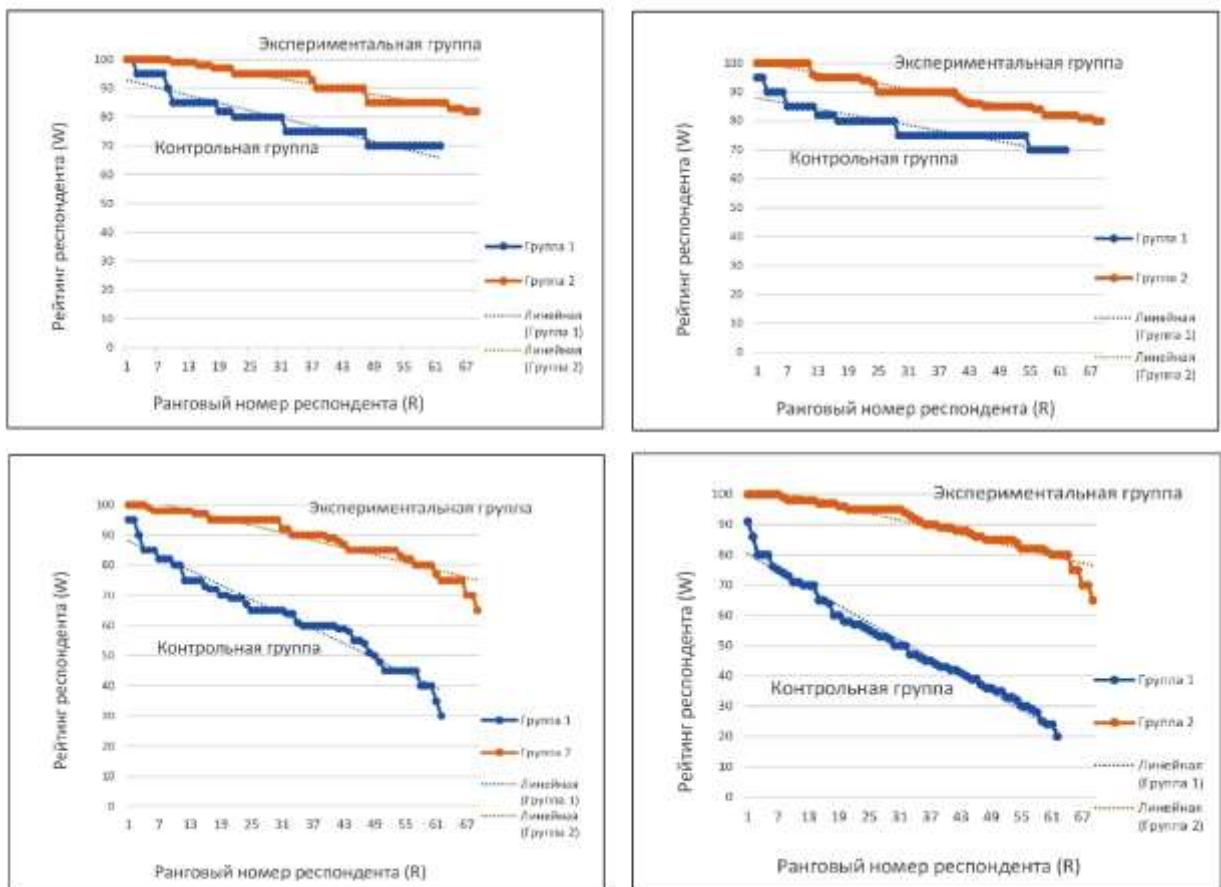 Экспериментальная группа
100
90
80
70
60
50
40
30
20
10
0
Контрольная группа
Рейтинг респондента (W)
Группа 1
Группа 2
Линейная
(Группа 1)
Линейная
(Группа 2)
1 7 13 19 25 31 37 43 49 55 61 67
Ранговый номер респондента (R)
Экспериментальная группа
100
90
80
70
60
50
40
30
20
10
0
Контрольная группа
Рейтинг респондента (W)
Группа 1
Группа 2
Линейная
(Группа 1)
Линейная
(Группа 2)
1 7 13 19 25 31 37 43 49 55 61 67
Ранговый номер респондента (R)
Экспериментальная группа
100
90
80
70
60
50
40
30
20
10
0
Контрольная группа
Рейтинг респондента (W)
Группа 1
Группа 2
Линейная
(Группа 1)
Линейная
(Группа 2)
1 7 13 19 25 31 37 43 49 55 61 67
Ранговый номер респондента (R)
Экспериментальная группа
100
90
80
70
60
50
40
30
20
10
0
Контрольная группа
Рейтинг респондента (W)
Группа 1
Группа 2
Линейная
(Группа 1)
Линейная
(Группа 2)
1 7 13 19 25 31 37 43 49 55 61 67
Ранговый номер респондента (R)